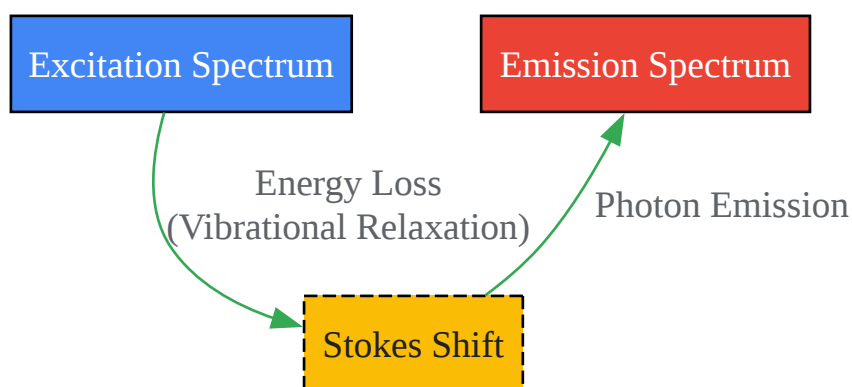 Excitation Spectrum
Emission Spectrum
Energy Loss
(Vibrational Relaxation)
Photon Emission
Stokes Shift